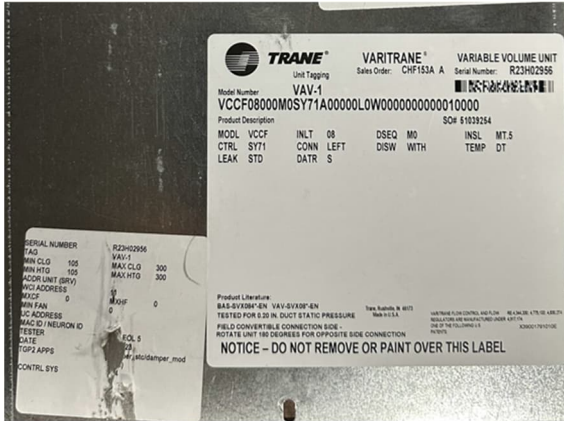 TRANE®
VARITRANE®
VARIABLE VOLUME UNIT
Unit Tagging
Sales Order: CHF153A A
Serial Number: R23H02956
Model Number
VAV-1
VCCF08000M0SY71A00000L0W0000000000010000
Product Description
SO# 51039254
MODL VCCF INLT 08 DSEQ M0 INSL MT.5
CTRL SY71 CONN LEFT DISW WITH TEMP DT
LEAK STD DATR S
Product Literature:
BAS-SVX064*-EN VAV-SVX08*-EN
TESTED FOR 0.20 IN. DUCT STATIC PRESSURE
Made in U.S.A.
FIELD CONVERTIBLE CONNECTION SIDE -
ROTATE UNIT 180 DEGREES FOR OPPOSITE SIDE CONNECTION
NOTICE – DO NOT REMOVE OR PAINT OVER THIS LABEL
SERIAL NUMBER R23H02956
TAG VAV-1
MIN CLG 105 MAX CLG 300
MIN HTG 105 MAX HTG 300
ADDR UNIT (SRV)
WCI ADDRESS
MXCF 0 MXHF 0
MIN FAN 0
UC ADDRESS
MAC ID / NEURON ID
TESTER EOL 5
DATE
TGP2 APPS
CONTRL SYS